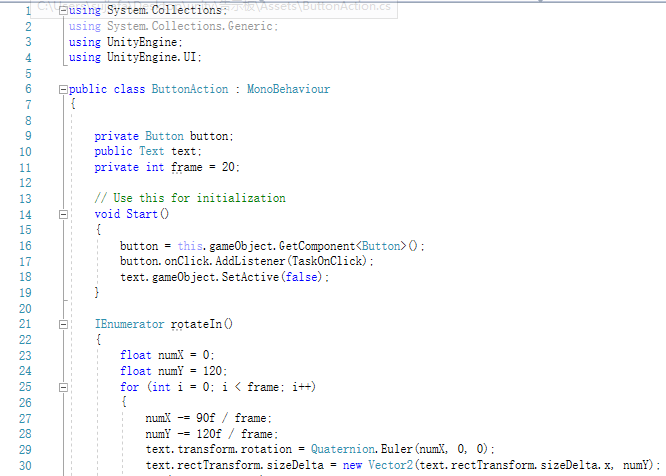 C:\
\Assets\ButtonAction.cs
1 using System.Collections;
2 using System.Collections.Generic;
3 using UnityEngine;
4 using UnityEngine.UI;
5
6 public class ButtonAction : MonoBehaviour
7 {
8
9 private Button button;
10 public Text text;
11 private int frame = 20;
12
13 // Use this for initialization
14 void Start()
15 {
16 button = this.gameObject.GetComponent<Button>();
17 button.onClick.AddListener(TaskOnClick);
18 text.gameObject.SetActive(false);
19 }
20
21 IEnumerator rotateIn()
22 {
23 float numX = 0;
24 float numY = 120;
25 for (int i = 0; i < frame; i++)
26 {
27 numX -= 90f / frame;
28 numY -= 120f / frame;
29 text.transform.rotation = Quaternion.Euler(numX, 0, 0);
30 text.rectTransform.sizeDelta = new Vector2(text.rectTransform.sizeDelta.x, numY);